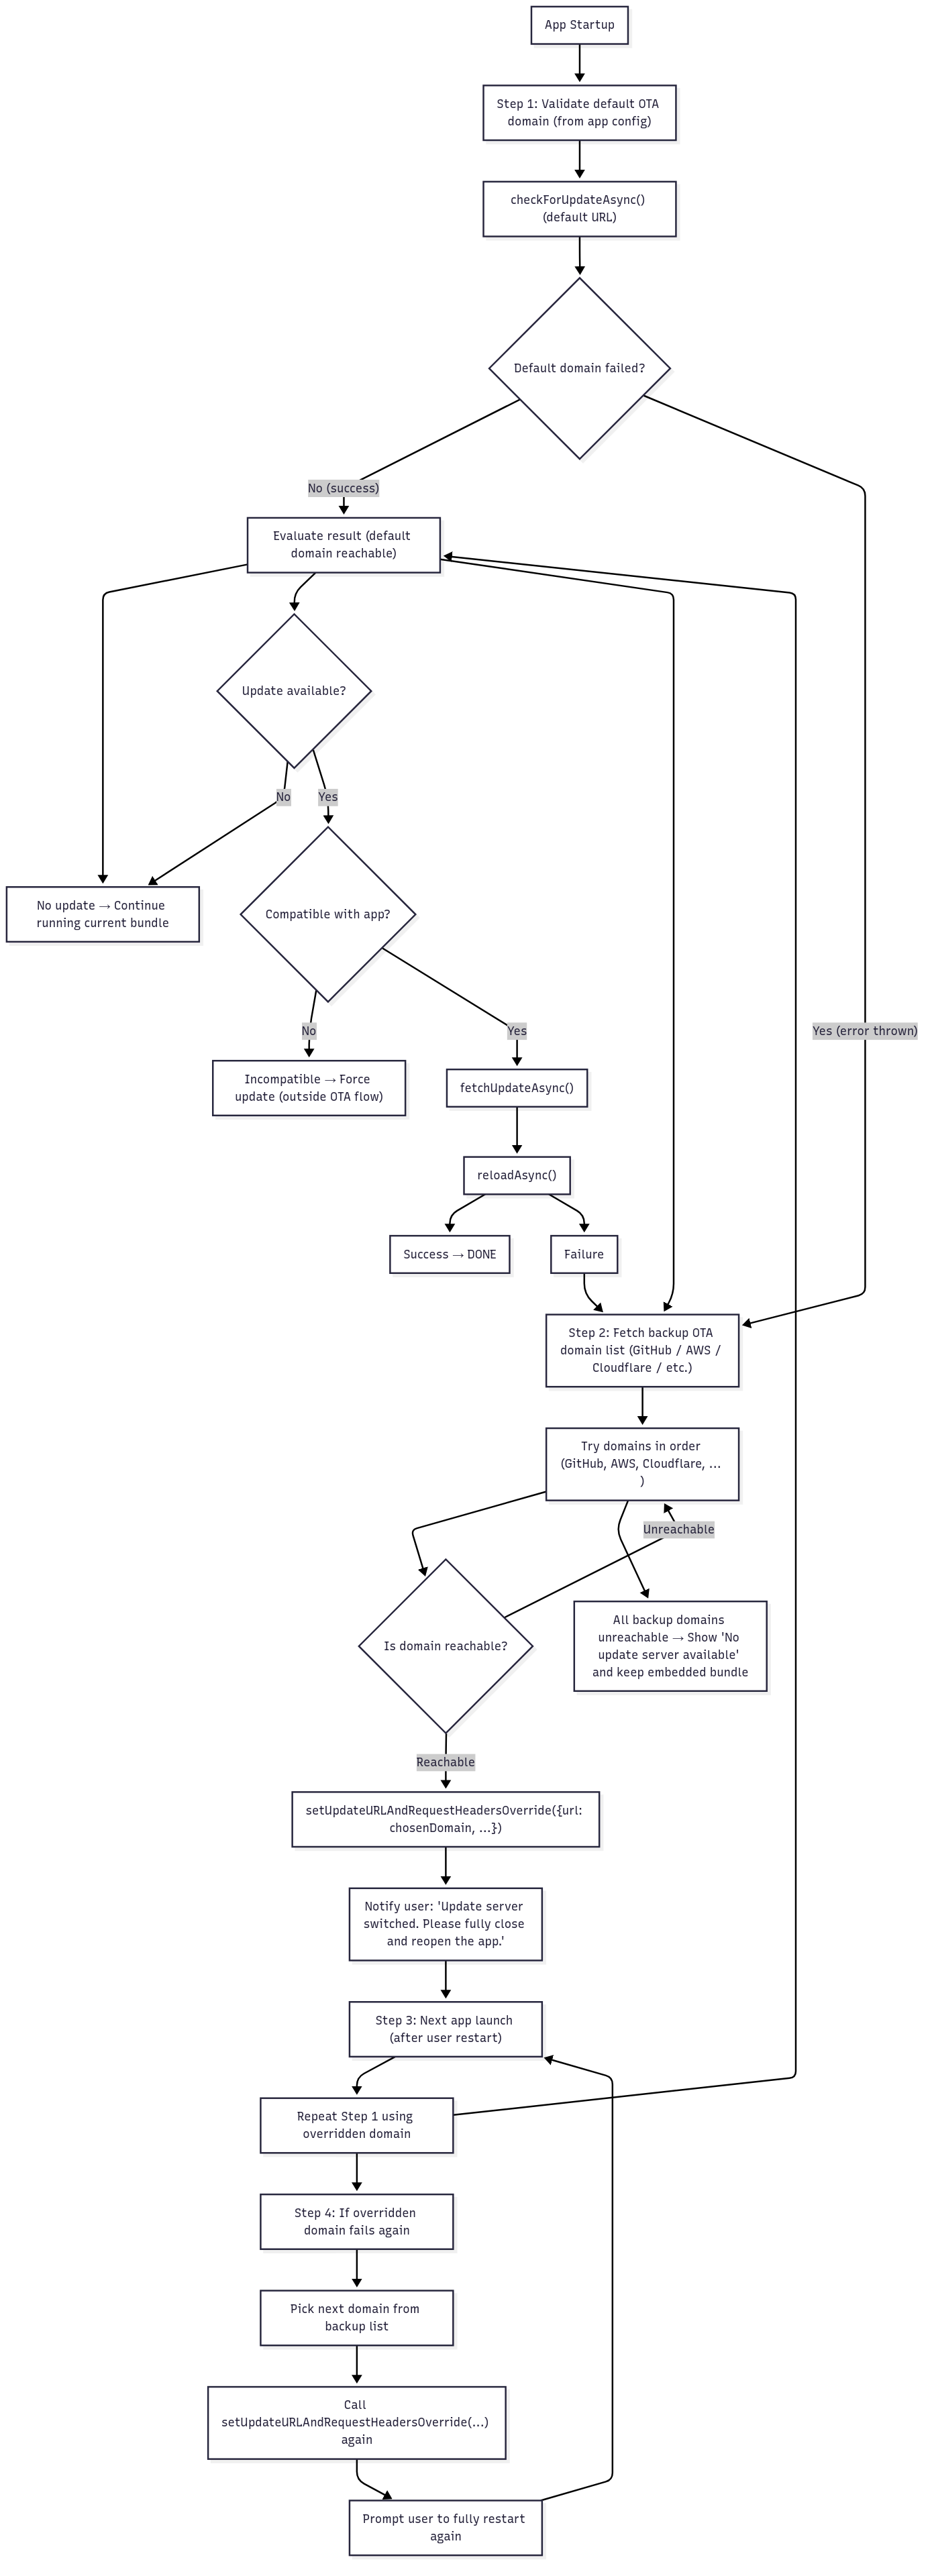 App Startup
Step 1: Validate default OTA
domain (from app config)
checkForUpdateAsync()
(default URL)
Default domain failed?
No (success)
Evaluate result (default
domain reachable)
Update available?
No
Yes
No update → Continue
running current bundle
Compatible with app?
No
Yes
Yes (error thrown)
Incompatible → Force
update (outside OTA flow)
fetchUpdateAsync()
reloadAsync()
Success → DONE
Failure
Step 2: Fetch backup OTA
domain list (GitHub / AWS /
Cloudflare / etc.)
Try domains in order
(GitHub, AWS, Cloudflare, ...
)
Unreachable
Is domain reachable?
All backup domains
unreachable → Show 'No
update server available'
and keep embedded bundle
Reachable
setUpdateURLAndRequestHeadersOverride({url:
chosenDomain, ...})
Notify user: 'Update server
switched. Please fully close
and reopen the app.'
Step 3: Next app launch
(after user restart)
Repeat Step 1 using
overridden domain
Step 4: If overridden
domain fails again
Pick next domain from
backup list
Call
setUpdateURLAndRequestHeadersOverride(...)
again
Prompt user to fully restart
again